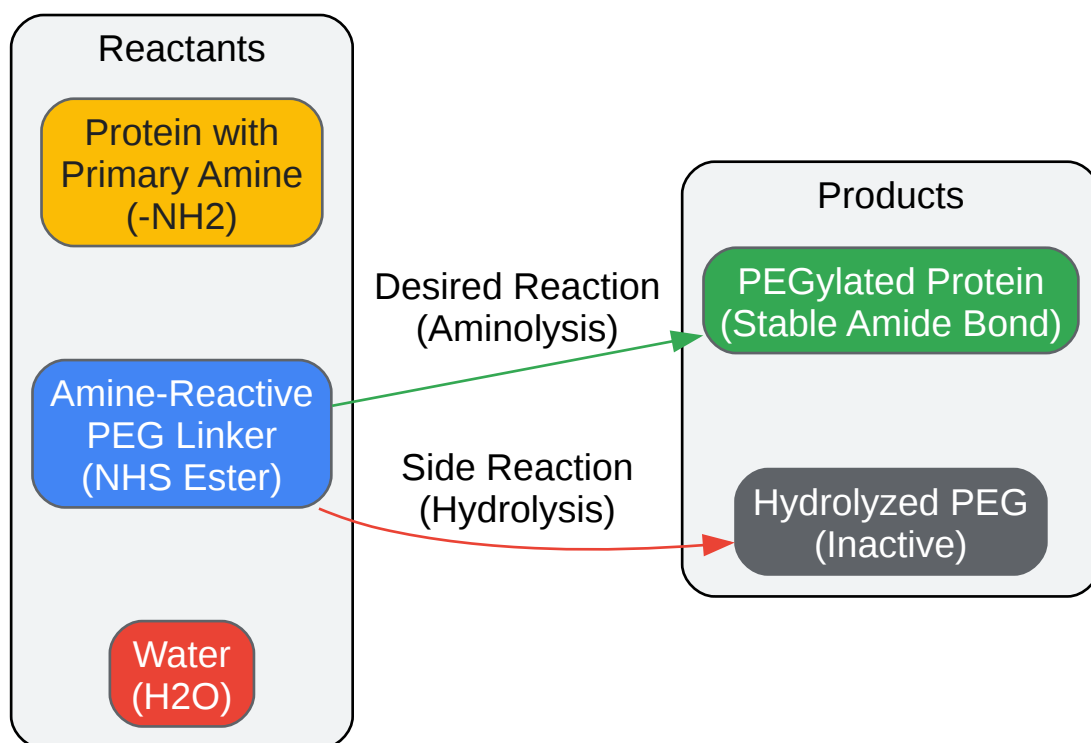 Reactants
Protein with
Primary Amine
(-NH2)
Amine-Reactive
PEG Linker
(NHS Ester)
Water
(H2O)
Desired Reaction
(Aminolysis)
Side Reaction
(Hydrolysis)
Products
PEGylated Protein
(Stable Amide Bond)
Hydrolyzed PEG
(Inactive)